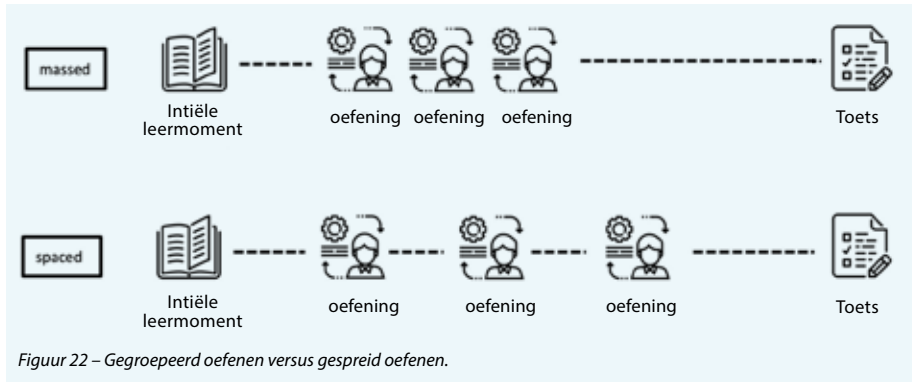 massed
Intiële
leermoment
oefening oefening oefening
Toets
spaced
Intiële
leermoment
oefening oefening oefening
Toets
Figuur 22 – Gegroepeerd oefenen versus gespreid oefenen.